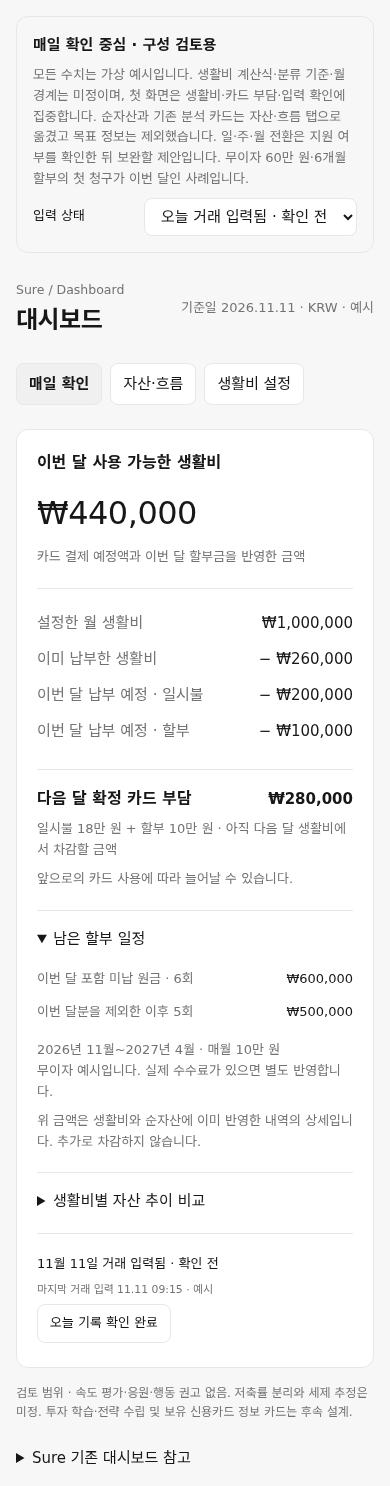 매일 확인 중심 · 구성 검토용
모든 수치는 가상 예시입니다. 생활비 계산식·분류 기준·월
경계는 미정이며, 첫 화면은 생활비·카드 부담·입력 확인에
집중합니다. 순자산과 기존 분석 카드는 자산·흐름 탭으로
옮겼고 목표 정보는 제외했습니다. 일·주·월 전환은 지원 여
부를 확인한 뒤 보완할 제안입니다. 무이자 60만 원·6개월
할부의 첫 청구가 이번 달인 사례입니다.
입력 상태
오늘 거래 입력됨 · 확인 전
Sure / Dashboard
대시보드
기준일 2026.11.11 · KRW · 예시
매일 확인
자산·흐름
생활비 설정
이번 달 사용 가능한 생활비
₩440,000
카드 결제 예정액과 이번 달 할부금을 반영한 금액
설정한 월 생활비 ₩1,000,000
이미 납부한 생활비 − ₩260,000
이번 달 납부 예정 · 일시불 − ₩200,000
이번 달 납부 예정 · 할부 − ₩100,000
다음 달 확정 카드 부담 ₩280,000
일시불 18만 원 + 할부 10만 원 · 아직 다음 달 생활비에
서 차감할 금액
앞으로의 카드 사용에 따라 늘어날 수 있습니다.
▼ 남은 할부 일정
이번 달 포함 미납 원금 · 6회 ₩600,000
이번 달분을 제외한 이후 5회 ₩500,000
2026년 11월~2027년 4월 · 매월 10만 원
무이자 예시입니다. 실제 수수료가 있으면 별도 반영합니
다.
위 금액은 생활비와 순자산에 이미 반영한 내역의 상세입니
다. 추가로 차감하지 않습니다.
▶ 생활비별 자산 추이 비교
11월 11일 거래 입력됨 · 확인 전
마지막 거래 입력 11.11 09:15 · 예시
오늘 기록 확인 완료
검토 범위 · 속도 평가·응원·행동 권고 없음. 저축률 분리와 세제 추정은
미정. 투자 학습·전략 수립 및 보유 신용카드 정보 카드는 후속 설계.
▶ Sure 기존 대시보드 참고